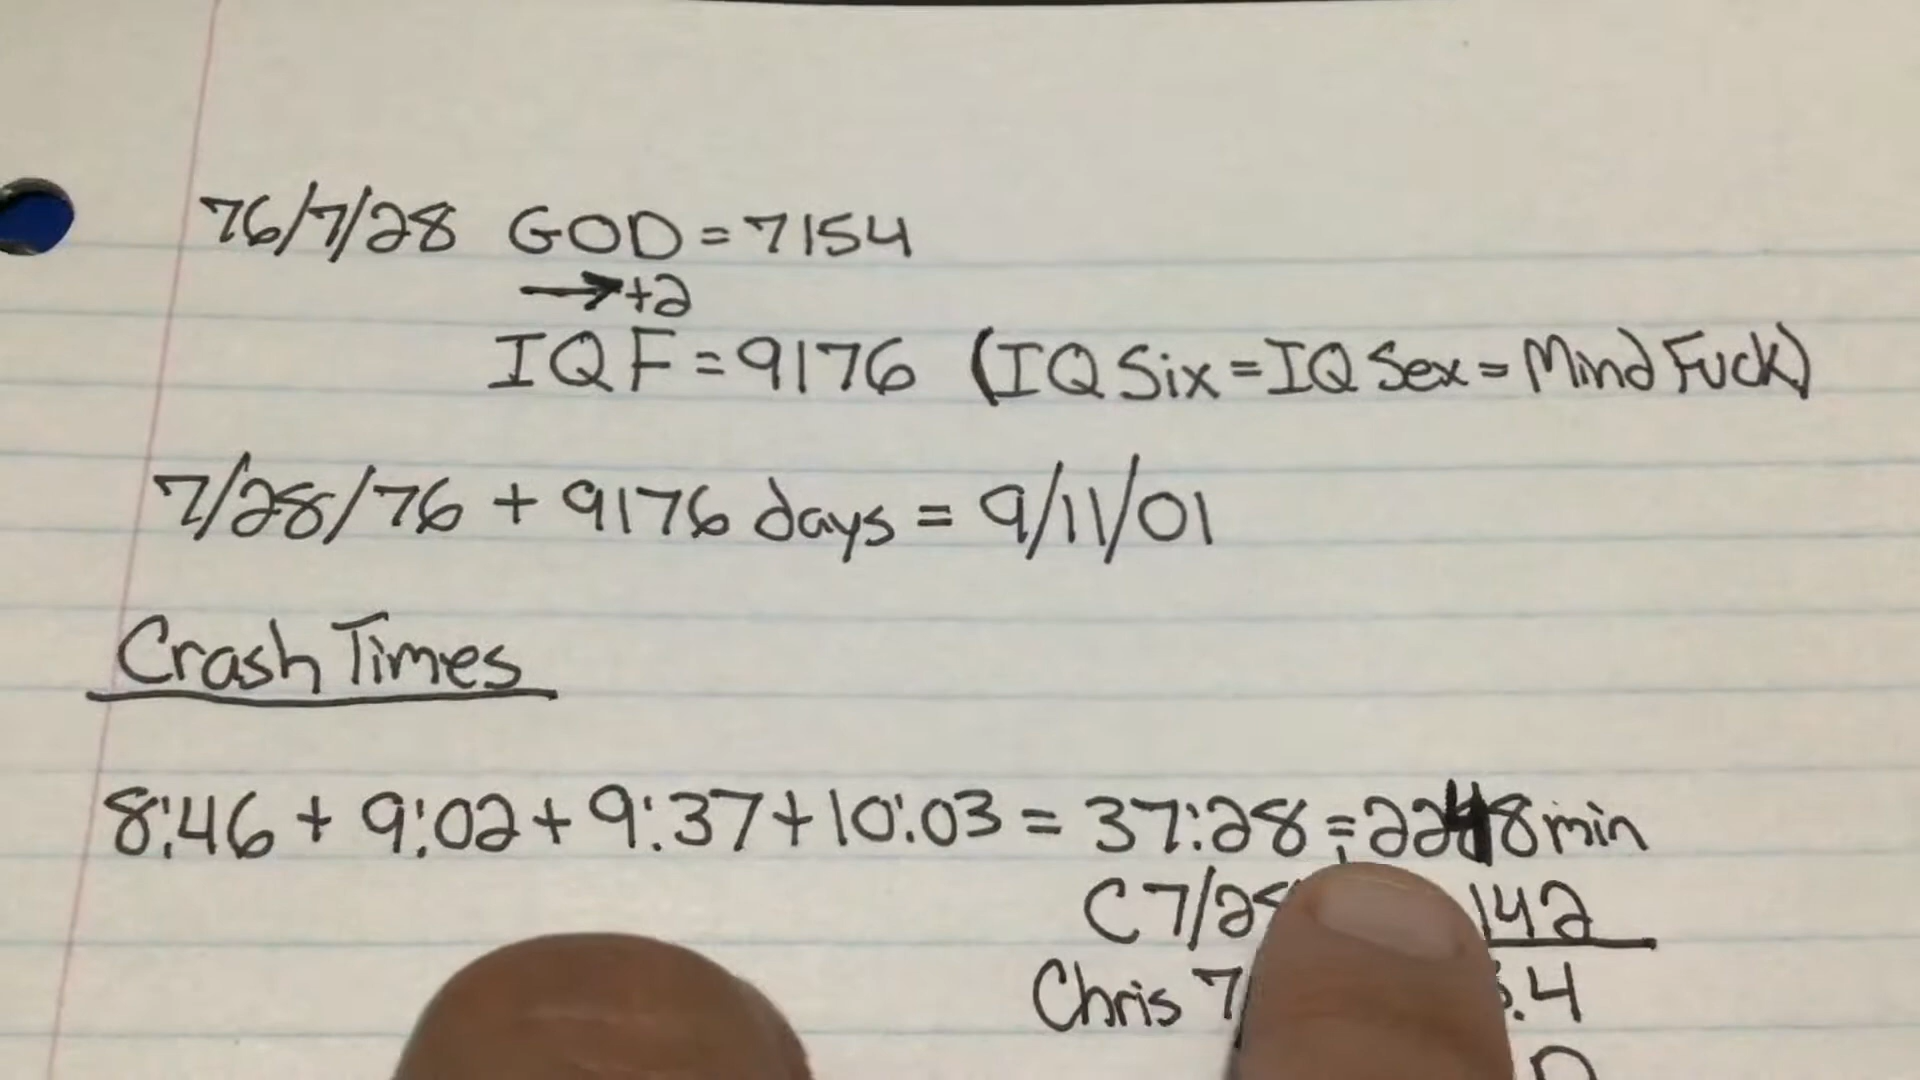 76/7/28 GOD = 7154
→+2
IQF = 9176 (IQ Six = IQ Sex = Mind Fuck)
7/28/76 + 9176 days = 9/11/01
Crash Times
8:46 + 9:02 + 9:37 + 10:03 = 37:28 = 2248 min
C7/28 142
Chris 7 .4